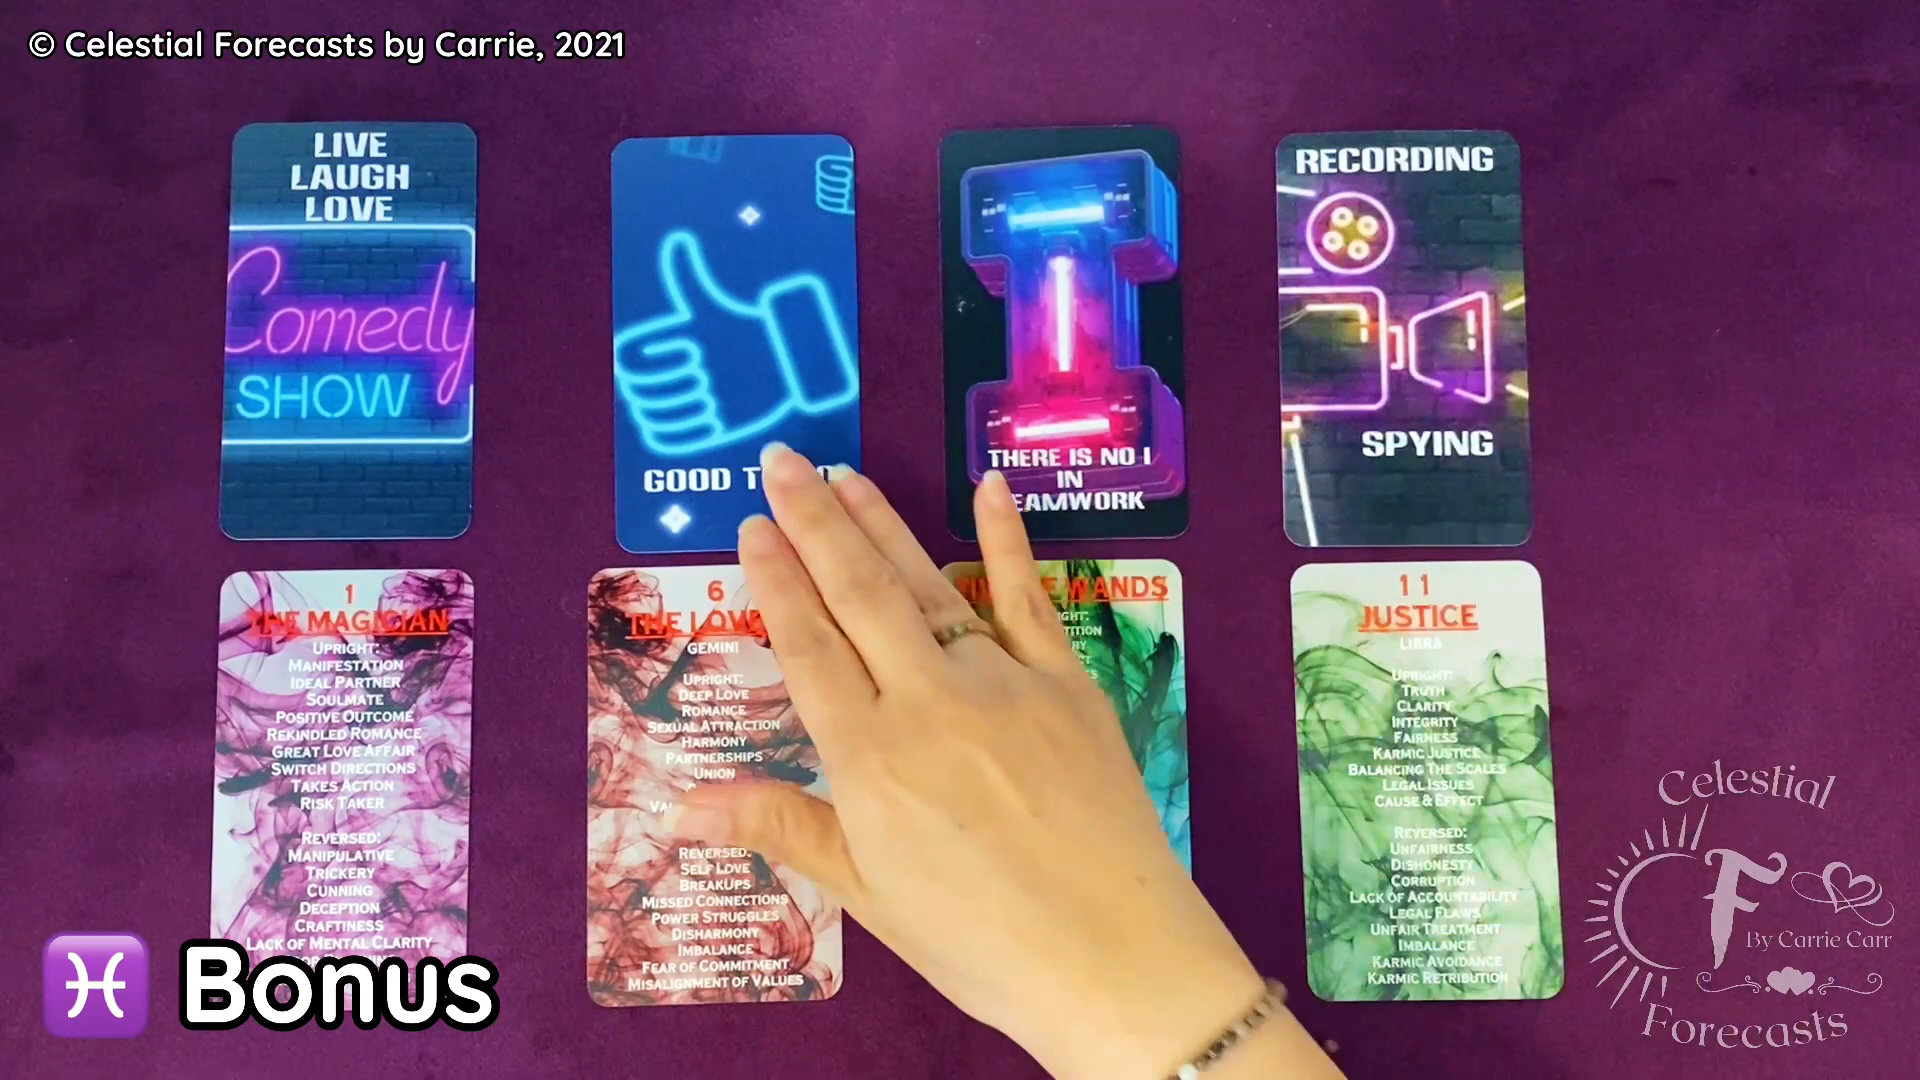 © Celestial Forecasts by Carrie, 2021
LIVE
LAUGH
LOVE
Comedy
SHOW
GOOD
THERE IS NO I
IN
EAMWORK
RECORDING
SPYING
1
THE MAGICIAN
UPRIGHT:
MANIFESTATION
IDEAL PARTNER
SOULMATE
POSITIVE OUTCOME
REKINDLED ROMANCE
GREAT LOVE AFFAIR
SWITCH DIRECTIONS
TAKES ACTION
RISK TAKER
REVERSED:
MANIPULATIVE
TRICKERY
CUNNING
DECEPTION
CRAFTINESS
LACK OF MENTAL CLARITY
6
THE LOVE
GEMINI
UPRIGHT:
DEEP LOVE
ROMANCE
SEXUAL ATTRACTION
HARMONY
PARTNERSHIPS
UNION
REVERSED:
SELF LOVE
BREAKUPS
MISSED CONNECTIONS
POWER STRUGGLES
DISHARMONY
IMBALANCE
FEAR OF COMMITMENT
MISALIGNMENT OF VALUES
WANDS
11
JUSTICE
LIBRA
UPRIGHT:
TRUTH
CLARITY
INTEGRITY
FAIRNESS
KARMIC JUSTICE
BALANCING THE SCALES
LEGAL ISSUES
CAUSE & EFFECT
REVERSED:
UNFAIRNESS
DISHONESTY
CORRUPTION
LACK OF ACCOUNTABILITY
LEGAL FLAWS
UNFAIR TREATMENT
IMBALANCE
KARMIC AVOIDANCE
KARMIC RETRIBUTION
♓ Bonus
Celestial
F
By Carrie Carr
Forecasts